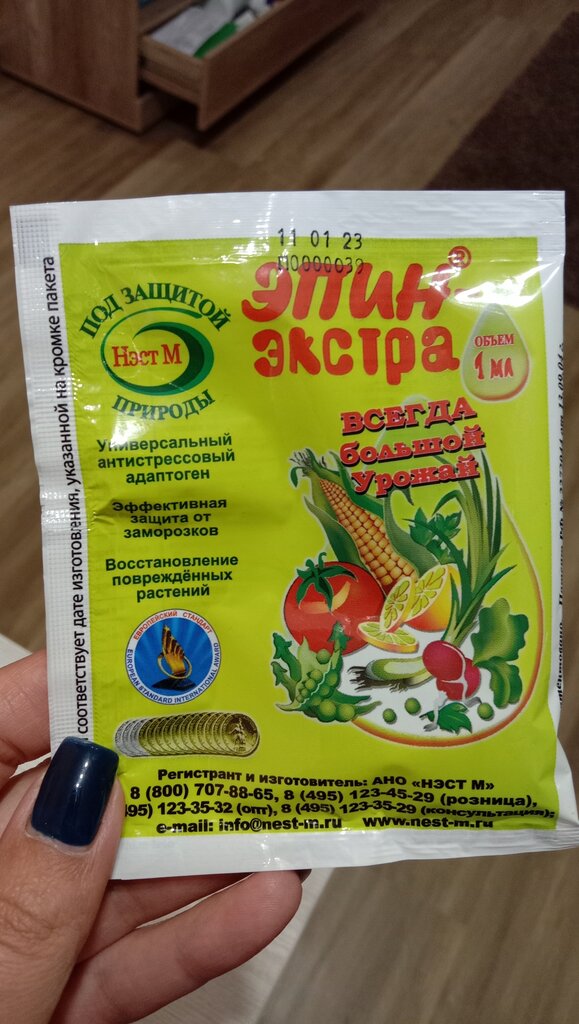 11 01 23
П0000039
ПОД ЗАЩИТОЙ
Нэст М
ПРИРОДЫ
ЭПИН®
экстра
ОБЪЕМ
1 мл
ВСЕГДА
большой
Урожай
Универсальный
антистрессовый
адаптоген
Эффективная
защита от
заморозков
Восстановление
повреждённых
растений
ЕВРОПЕЙСКИЙ СТАНДАРТ
EUROPEAN STANDARD INTERNATIONAL AWARD
Регистрант и изготовитель: АНО «НЭСТ М»
8 (800) 707-88-65, 8 (495) 123-45-29 (розница),
495) 123-35-32 (опт), 8 (495) 123-35-29 (консультация);
e-mail: info@nest-m.ru www.nest-m.ru
соответствует дате изготовления, указанной на кромке пакета